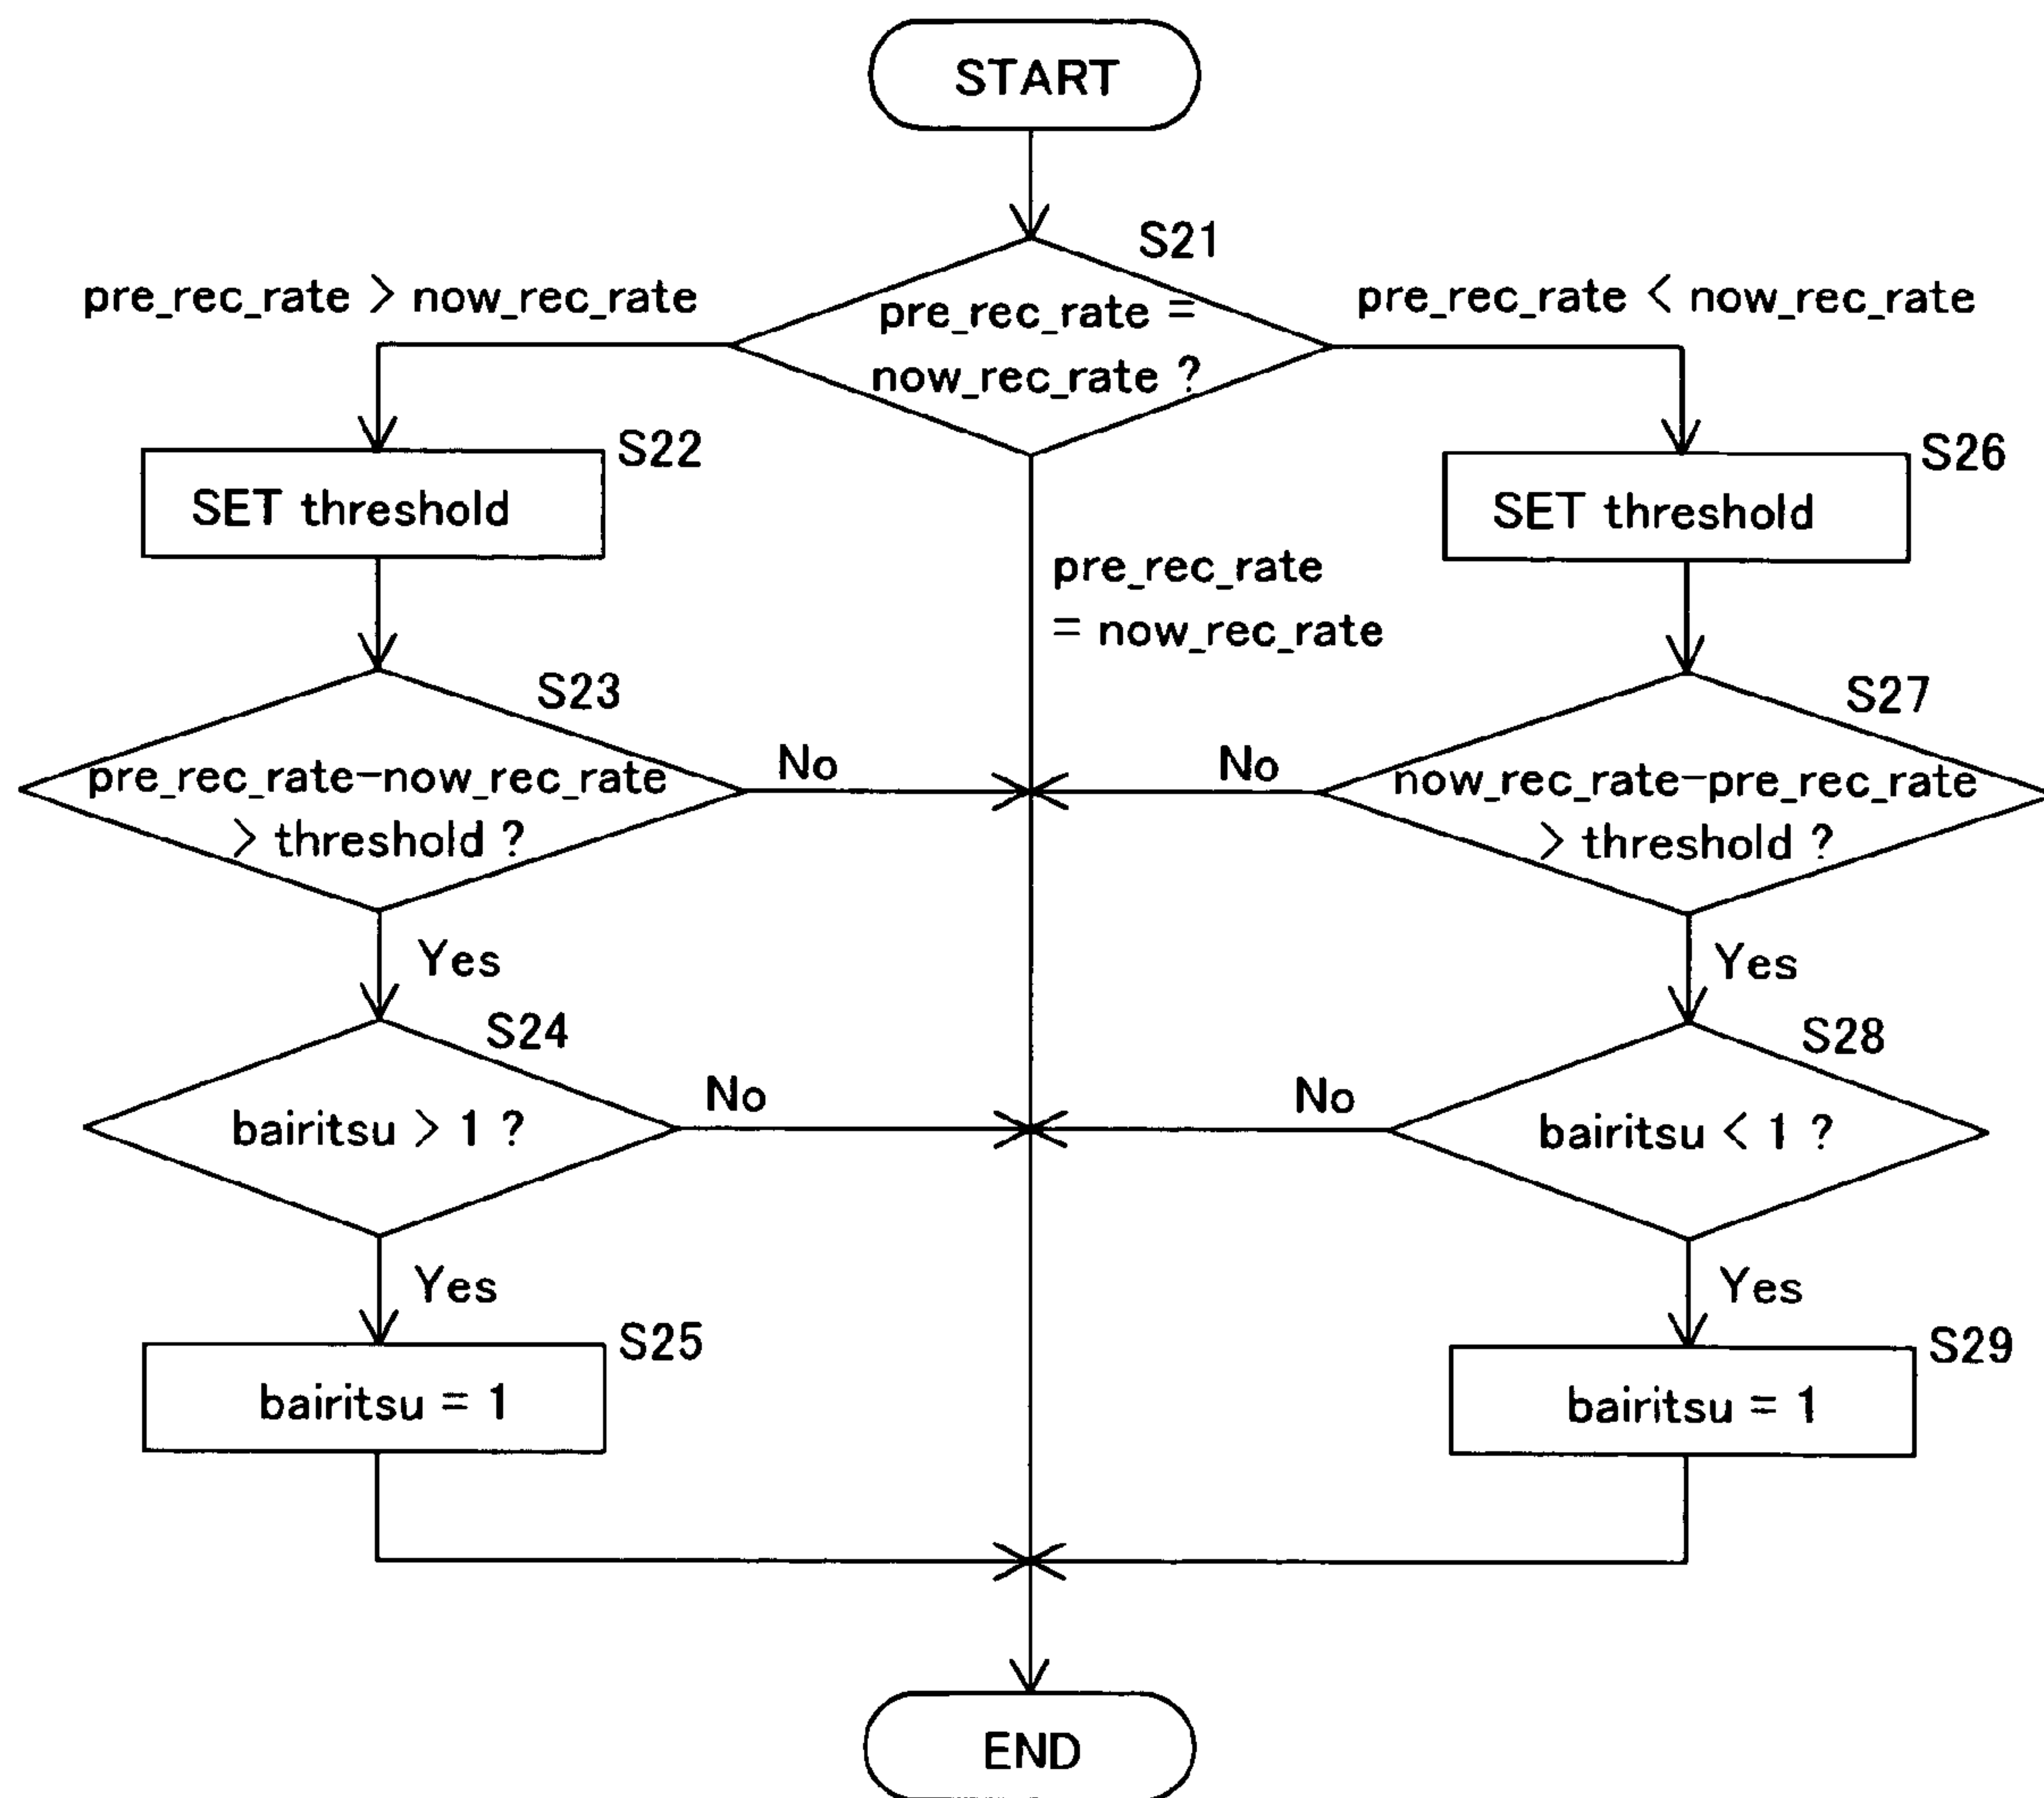 START
S21
pre_rec_rate > now_rec_rate
pre_rec_rate =
now_rec_rate ?
pre_rec_rate < now_rec_rate
S22
SET threshold
S26
SET threshold
pre_rec_rate
= now_rec_rate
S23
pre_rec_rate-now_rec_rate
> threshold ?
No
S27
now_rec_rate-pre_rec_rate
> threshold ?
No
Yes
Yes
S24
bairitsu > 1 ?
No
S28
bairitsu < 1 ?
No
Yes
Yes
S25
bairitsu = 1
S29
bairitsu = 1
END